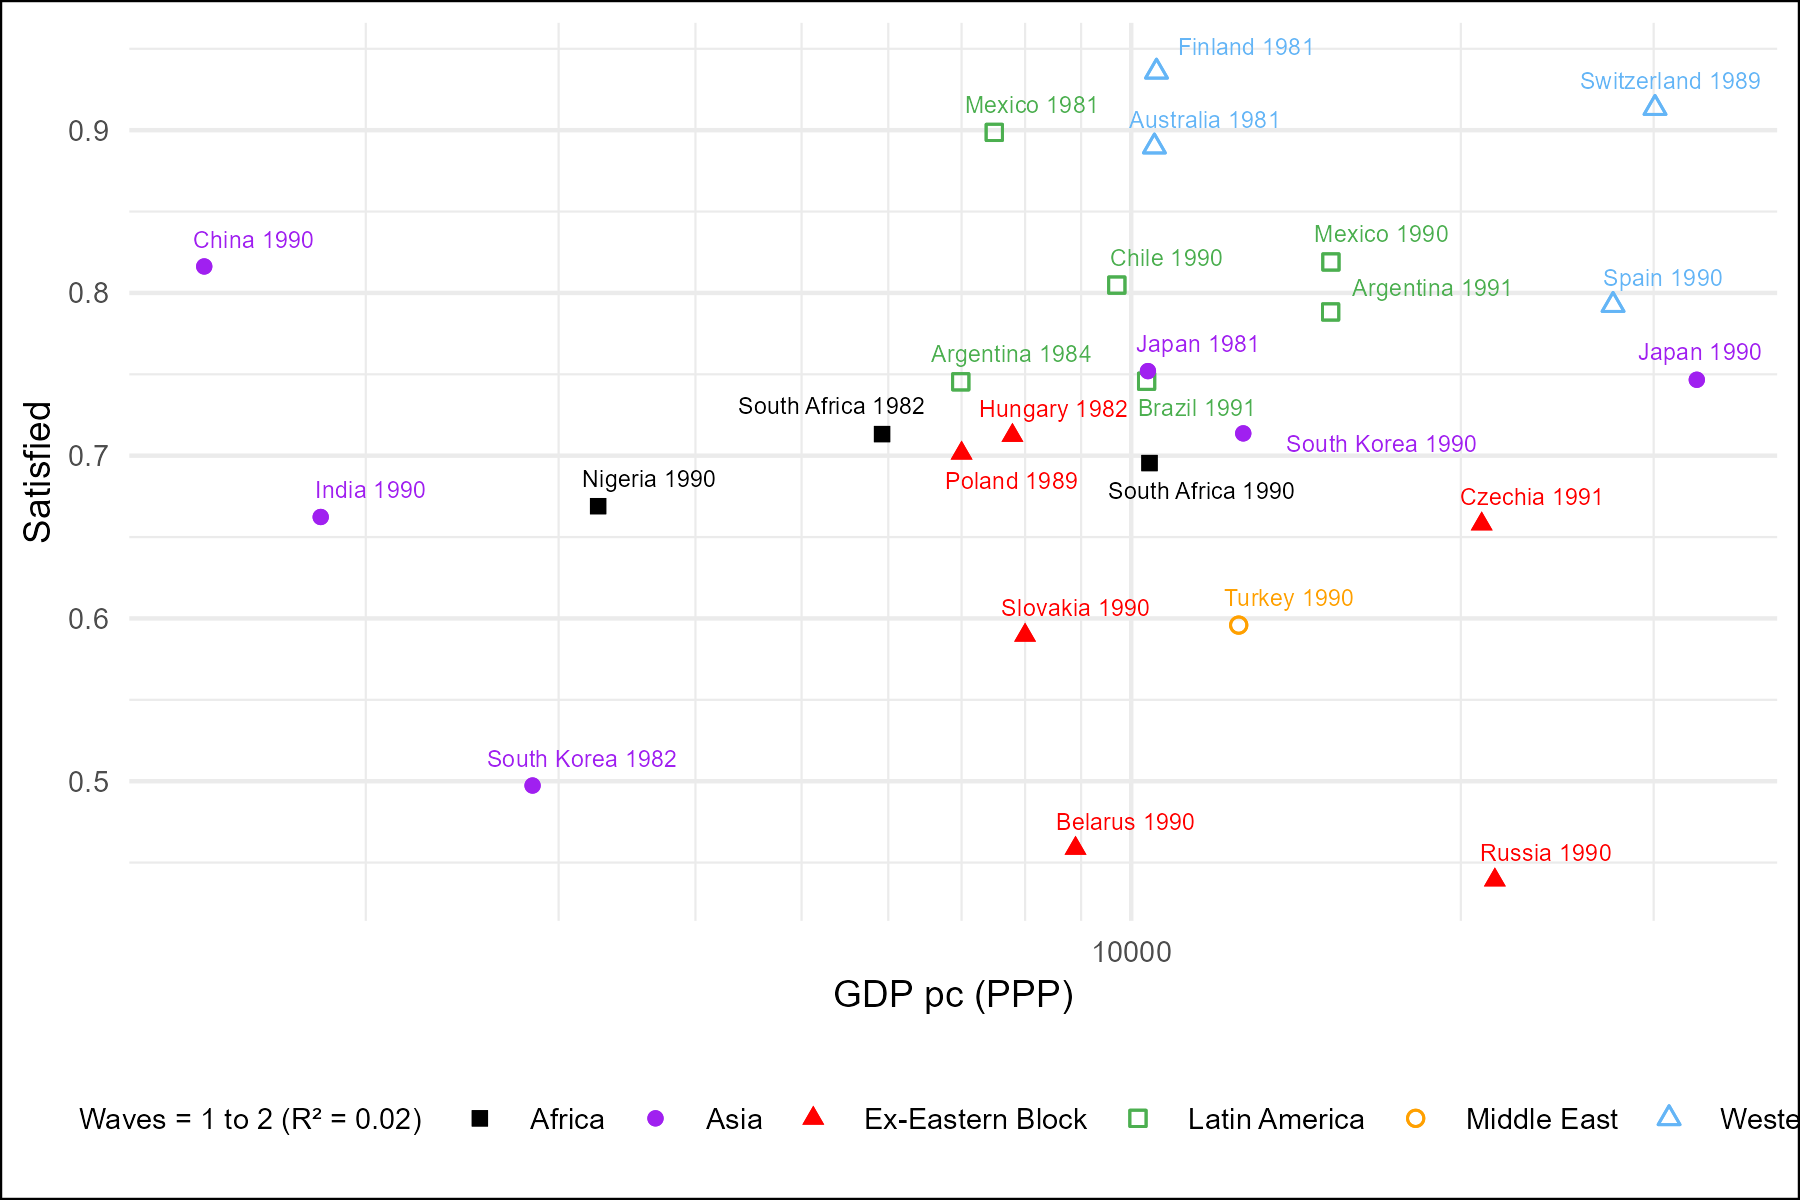 Finland 1981
Switzerland 1989
Mexico 1981
Australia 1981
0.9
China 1990
Mexico 1990
Chile 1990
Spain 1990
Argentina 1991
0.8
Japan 1981
Japan 1990
Argentina 1984
South Africa 1982
Hungary 1982
Brazil 1991
South Korea 1990
0.7
Nigeria 1990
Poland 1989
India 1990
South Africa 1990
Czechia 1991
Satisfied
Turkey 1990
Slovakia 1990
0.6
South Korea 1982
0.5
Belarus 1990
Russia 1990
10000
GDP pc (PPP)
Waves = 1 to 2 (R² = 0.02) Africa Asia Ex-Eastern Block Latin America Middle East Weste